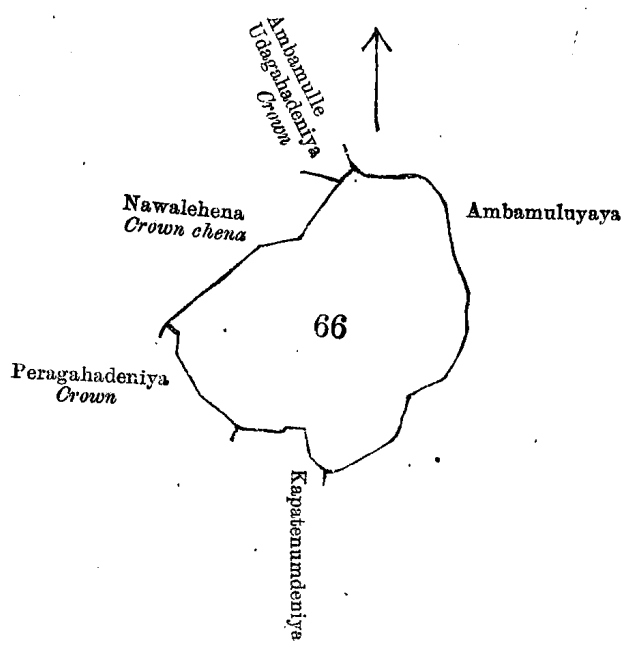 Ambamulle
Udagahadeniya
Crown
Nawalehena
Crown chena
Ambamuluyaya
66
Peragahadeniya
Crown
Kapatenumdeniya